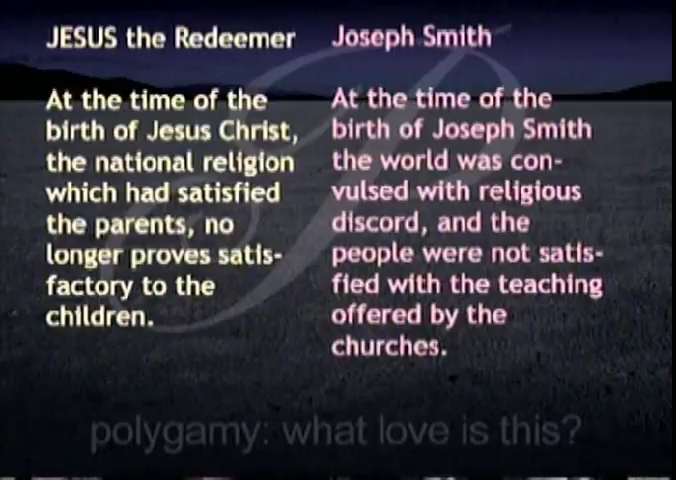 JESUS the Redeemer
At the time of the
birth of Jesus Christ,
the national religion
which had satisfied
the parents, no
longer proves satis-
factory to the
children.
Joseph Smith
At the time of the
birth of Joseph Smith
the world was con-
vulsed with religious
discord, and the
people were not satis-
fied with the teaching
offered by the
churches.
polygamy: what love is this?